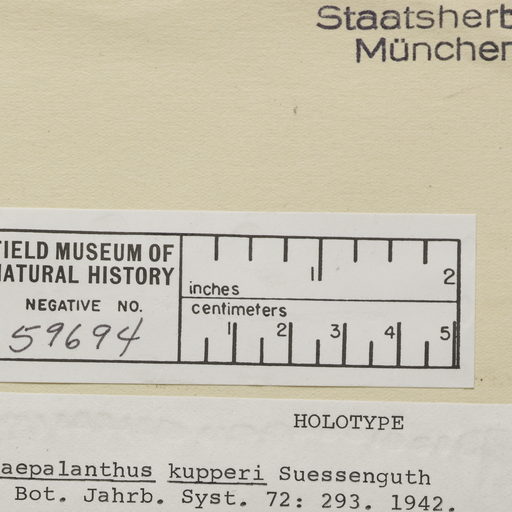 Staatsherb
München
FIELD MUSEUM OF
NATURAL HISTORY
NEGATIVE NO.
59694
inches
1 2
centimeters
1 2 3 4 5
HOLOTYPE
aepalanthus kupperi Suessenguth
Bot. Jahrb. Syst. 72: 293. 1942.